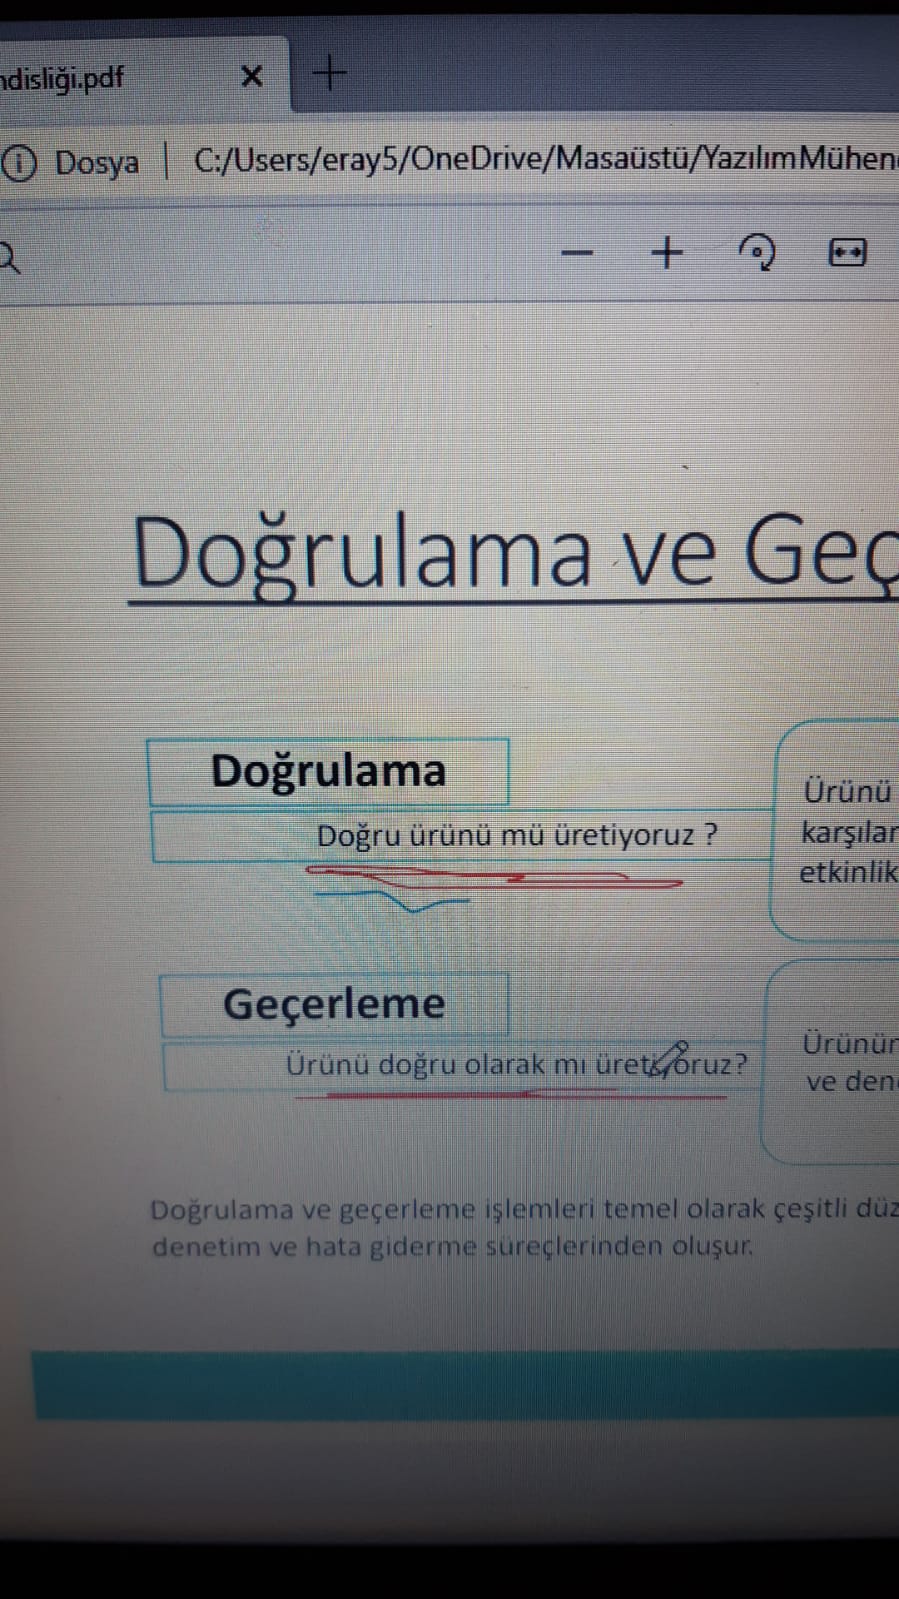 ndisliği.pdf
Dosya C:/Users/eray5/OneDrive/Masaüstü/YazılımMühen
Doğrulama ve Geç
Doğrulama
Doğru ürünü mü üretiyoruz ?
Ürünü
karşılar
etkinlik
Geçerleme
Ürünü doğru olarak mı üretiyoruz?
Ürünün
ve den
Doğrulama ve geçerleme işlemleri temel olarak çeşitli düz
denetim ve hata giderme süreçlerinden oluşur.